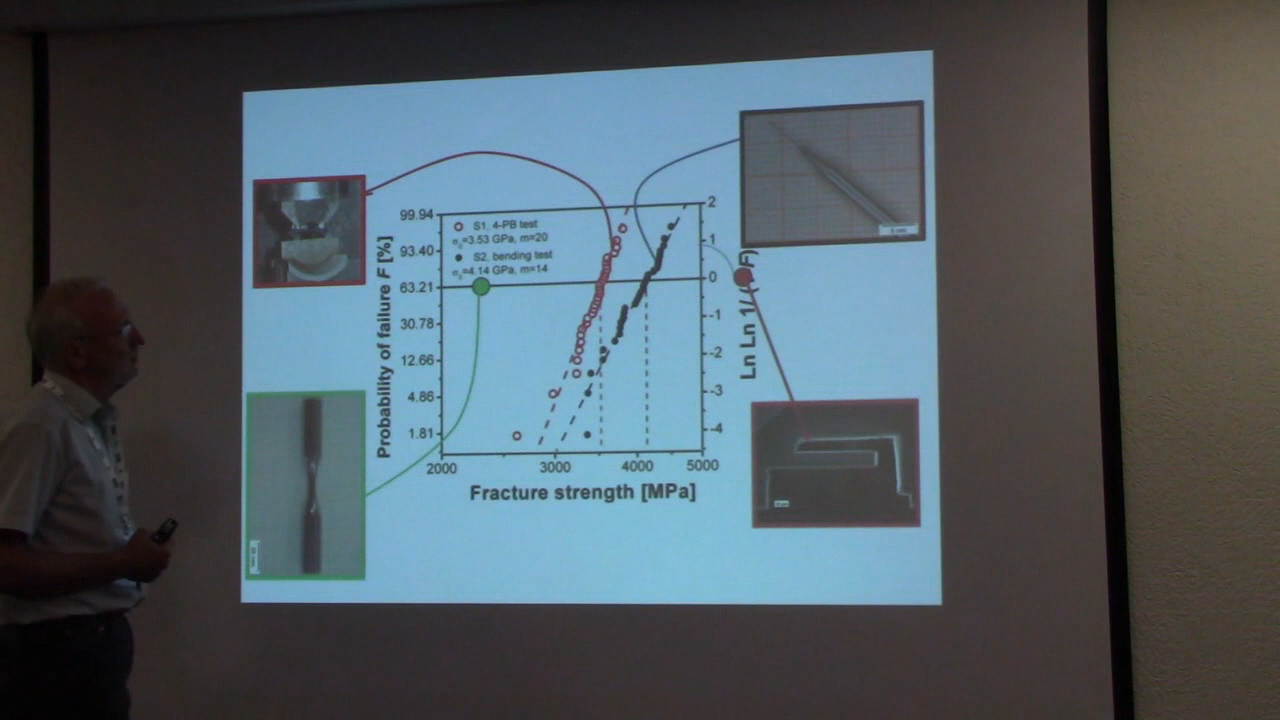 S1. 4-PB test
σ₀=3.53 GPa, m=20
S2. bending test
σ₀=4.14 GPa, m=14
Probability of failure F [%]
99.94
93.40
63.21
30.78
12.66
4.86
1.81
2
1
0
-1
-2
-3
-4
Ln Ln 1/
F)
2000
3000
4000
5000
Fracture strength [MPa]